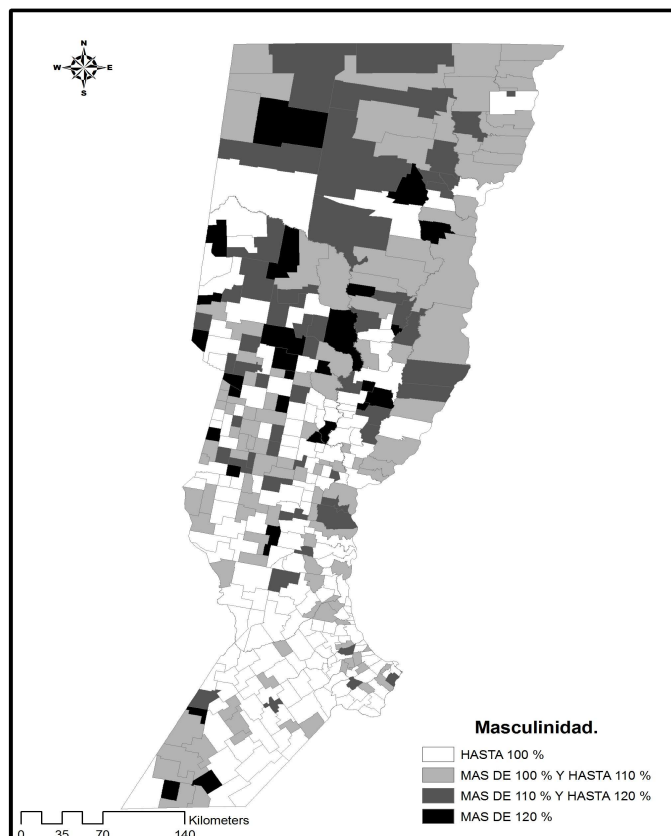 N
W E
S
Masculinidad.
HASTA 100 %
MAS DE 100 % Y HASTA 110 %
MAS DE 110 % Y HASTA 120 %
MAS DE 120 %
Kilometers
0 35 70 140